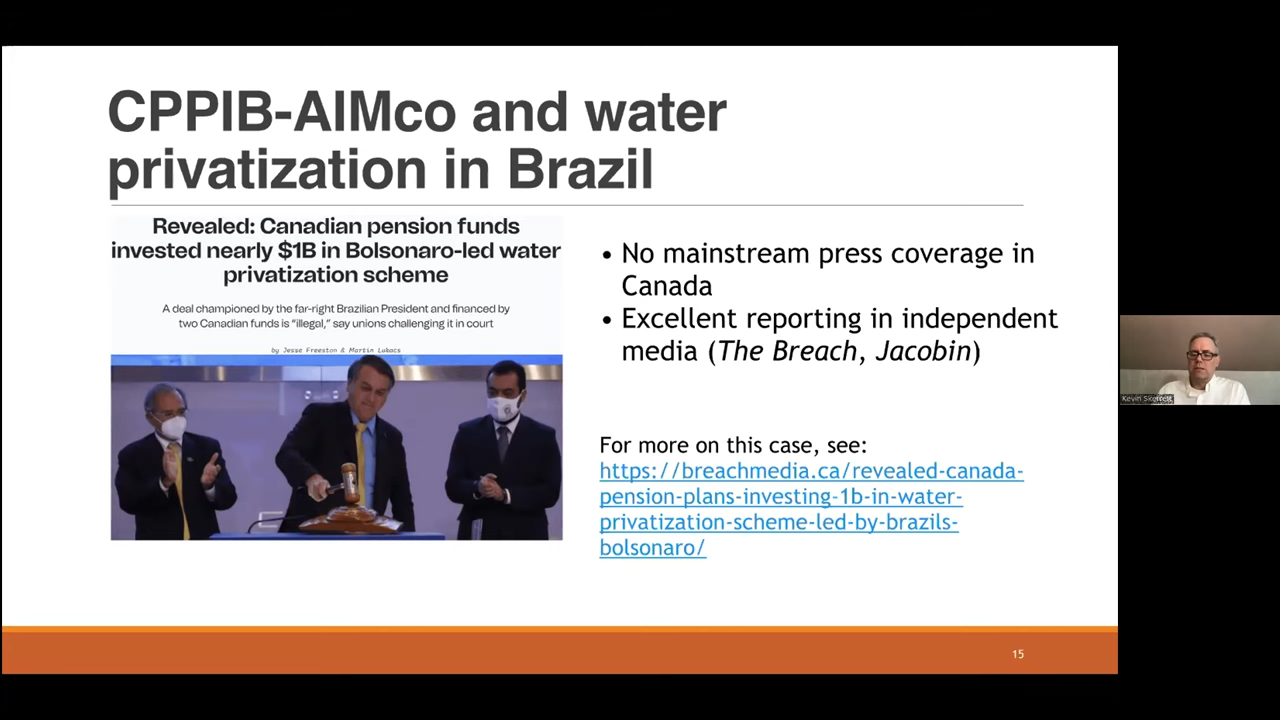 CPPIB-AIMco and water
privatization in Brazil
Revealed: Canadian pension funds
invested nearly $1B in Bolsonaro-led water
privatization scheme
A deal championed by the far-right Brazilian President and financed by
two Canadian funds is "illegal," say unions challenging it in court
by Jesse Freeston & Martin Lukacs
• No mainstream press coverage in
Canada
• Excellent reporting in independent
media (The Breach, Jacobin)
For more on this case, see:
https://breachmedia.ca/revealed-canada-
pension-plans-investing-1b-in-water-
privatization-scheme-led-by-brazils-
bolsonaro/
15
Kevin Skerrett